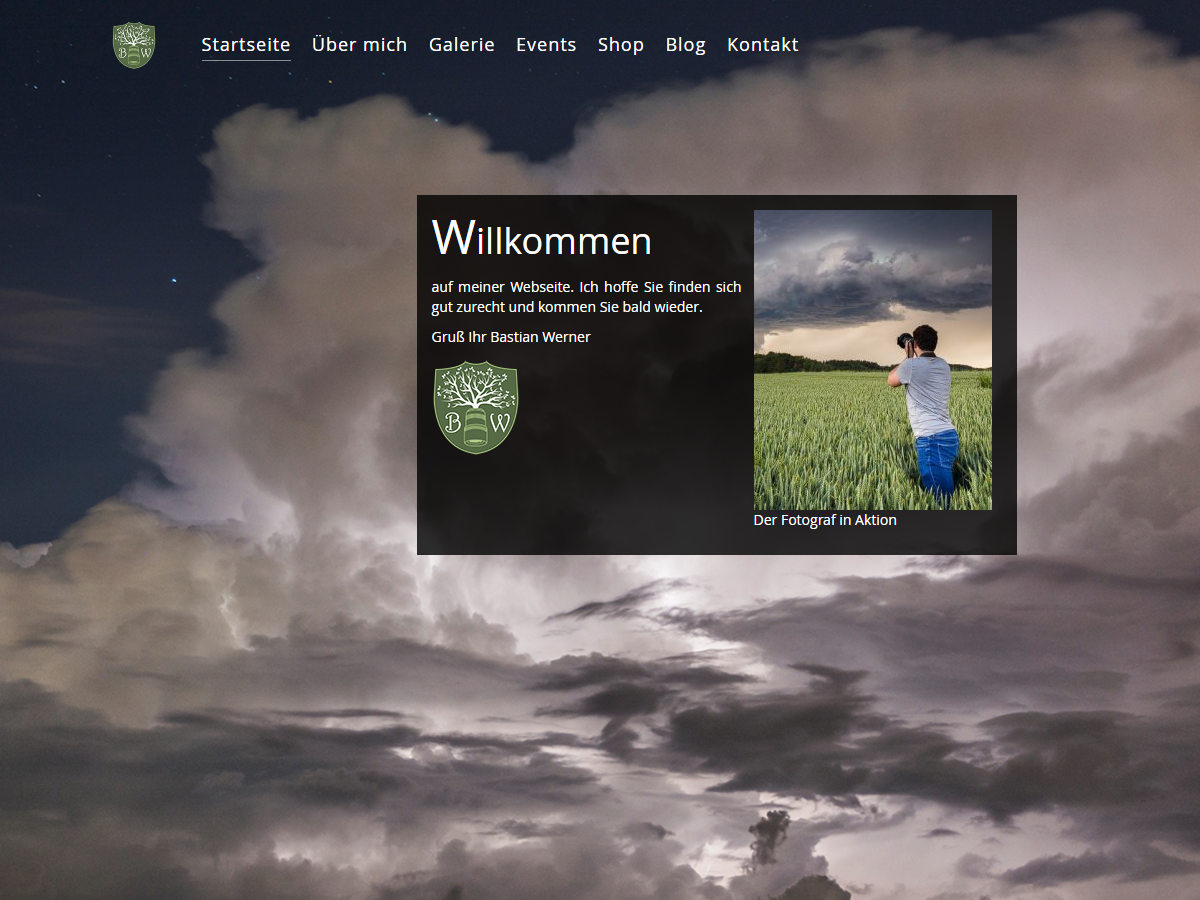 B W
Startseite Über mich Galerie Events Shop Blog Kontakt
Willkommen
auf meiner Webseite. Ich hoffe Sie finden sich
gut zurecht und kommen Sie bald wieder.
Gruß Ihr Bastian Werner
B W
Der Fotograf in Aktion